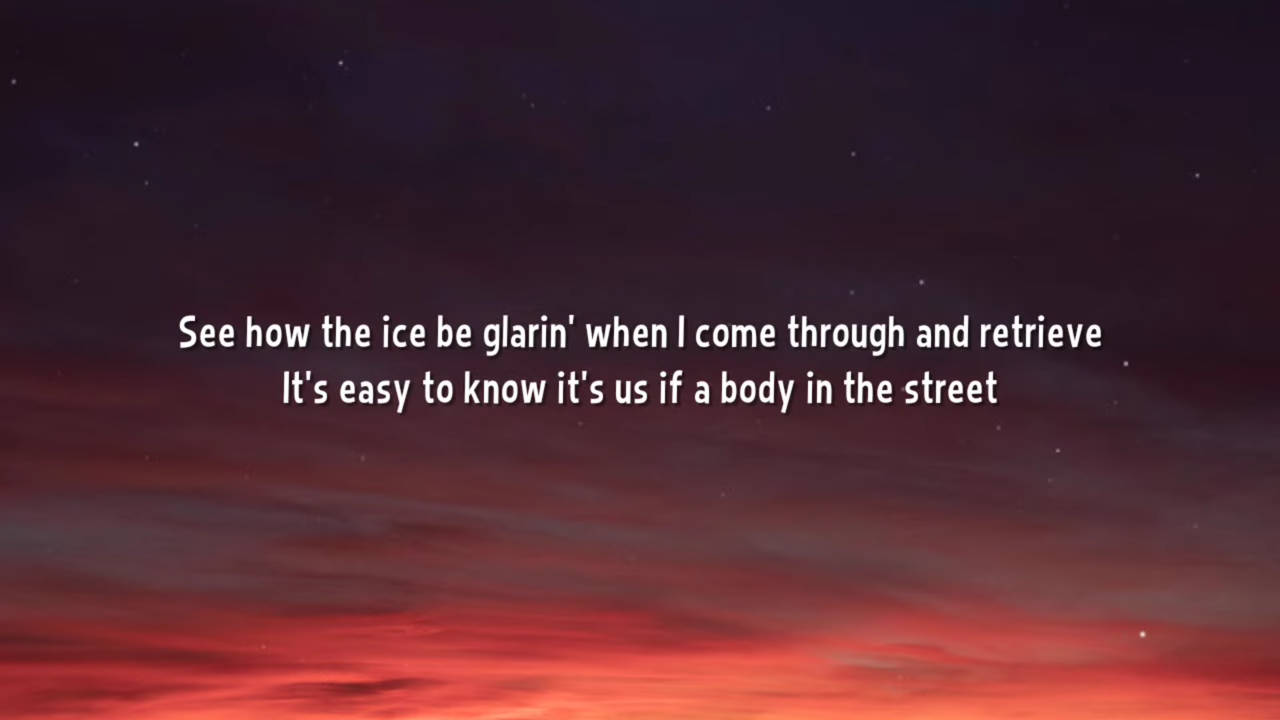 See how the ice be glarin' when I come through and retrieve
It's easy to know it's us if a body in the street